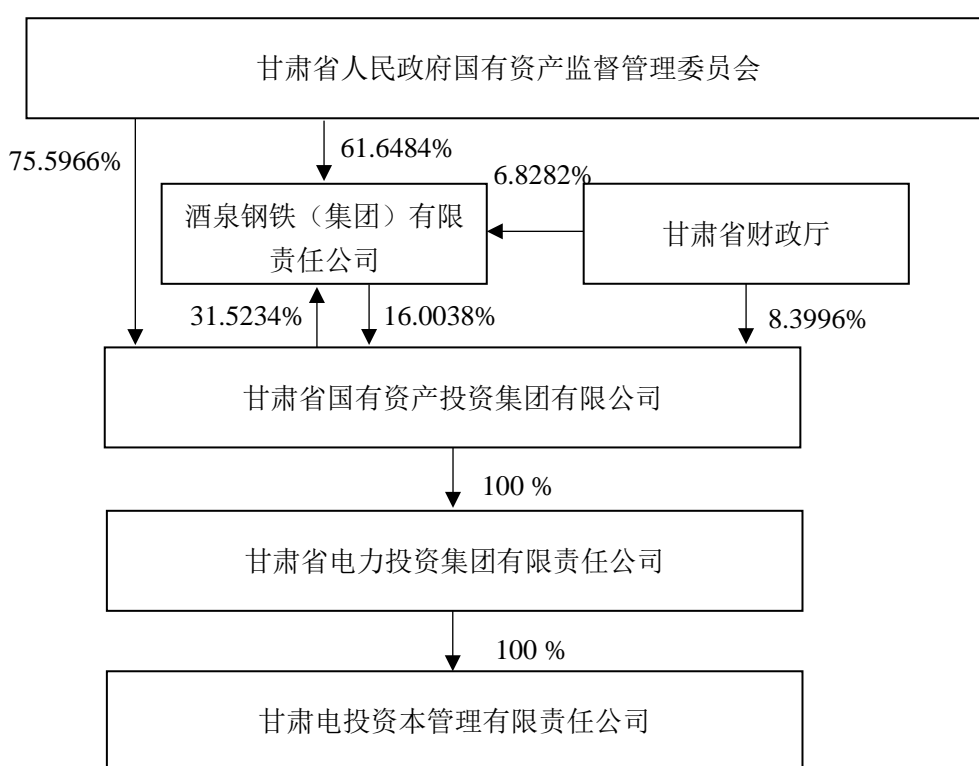 甘肃省人民政府国有资产监督管理委员会
75.5966%
61.6484%
6.8282%
酒泉钢铁（集团）有限
责任公司
甘肃省财政厅
31.5234%
16.0038%
8.3996%
甘肃省国有资产投资集团有限公司
100 %
甘肃省电力投资集团有限责任公司
100 %
甘肃电投资本管理有限责任公司